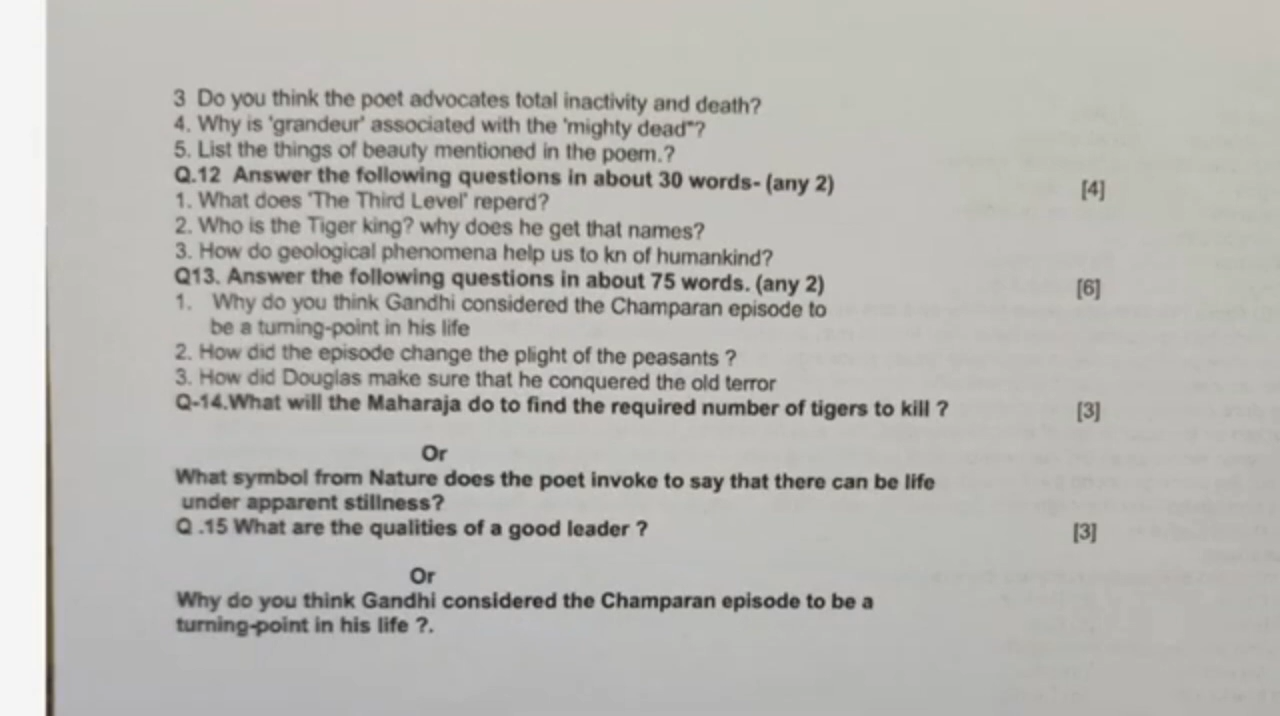 3 Do you think the poet advocates total inactivity and death?
4. Why is 'grandeur' associated with the 'mighty dead"?
5. List the things of beauty mentioned in the poem.?
Q.12 Answer the following questions in about 30 words- (any 2) [4]
1. What does 'The Third Level' reperd?
2. Who is the Tiger king? why does he get that names?
3. How do geological phenomena help us to kn of humankind?
Q13. Answer the following questions in about 75 words. (any 2) [6]
1. Why do you think Gandhi considered the Champaran episode to
be a turning-point in his life
2. How did the episode change the plight of the peasants ?
3. How did Douglas make sure that he conquered the old terror
Q-14.What will the Maharaja do to find the required number of tigers to kill ? [3]
Or
What symbol from Nature does the poet invoke to say that there can be life
under apparent stillness?
Q .15 What are the qualities of a good leader ? [3]
Or
Why do you think Gandhi considered the Champaran episode to be a
turning-point in his life ?.